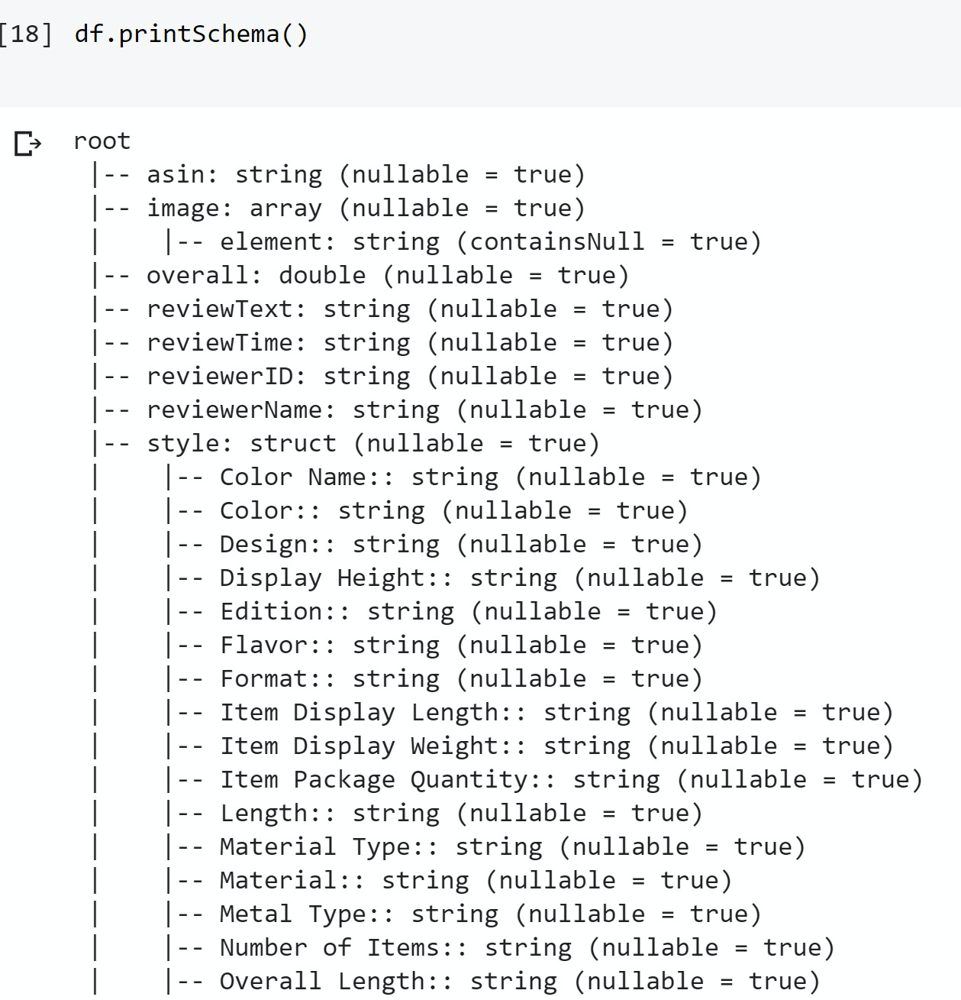 [18] df.printSchema()
root
 |-- asin: string (nullable = true)
 |-- image: array (nullable = true)
 |    |-- element: string (containsNull = true)
 |-- overall: double (nullable = true)
 |-- reviewText: string (nullable = true)
 |-- reviewTime: string (nullable = true)
 |-- reviewerID: string (nullable = true)
 |-- reviewerName: string (nullable = true)
 |-- style: struct (nullable = true)
 |    |-- Color Name:: string (nullable = true)
 |    |-- Color:: string (nullable = true)
 |    |-- Design:: string (nullable = true)
 |    |-- Display Height:: string (nullable = true)
 |    |-- Edition:: string (nullable = true)
 |    |-- Flavor:: string (nullable = true)
 |    |-- Format:: string (nullable = true)
 |    |-- Item Display Length:: string (nullable = true)
 |    |-- Item Display Weight:: string (nullable = true)
 |    |-- Item Package Quantity:: string (nullable = true)
 |    |-- Length:: string (nullable = true)
 |    |-- Material Type:: string (nullable = true)
 |    |-- Material:: string (nullable = true)
 |    |-- Metal Type:: string (nullable = true)
 |    |-- Number of Items:: string (nullable = true)
 |    |-- Overall Length:: string (nullable = true)